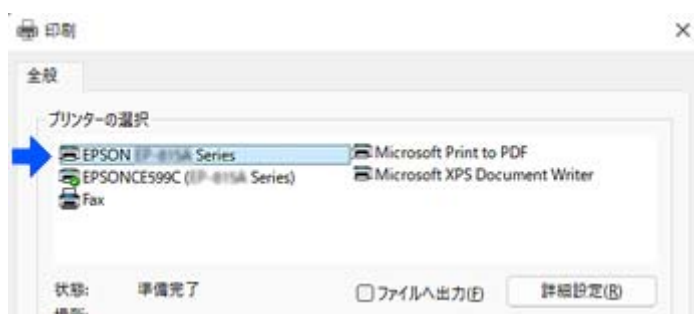 印刷
全般
プリンターの選択
EPSON Series
Microsoft Print to PDF
EPSONCE599C ( Series)
Microsoft XPS Document Writer
Fax
状態: 準備完了
ファイルへ出力(F)
詳細設定(R)